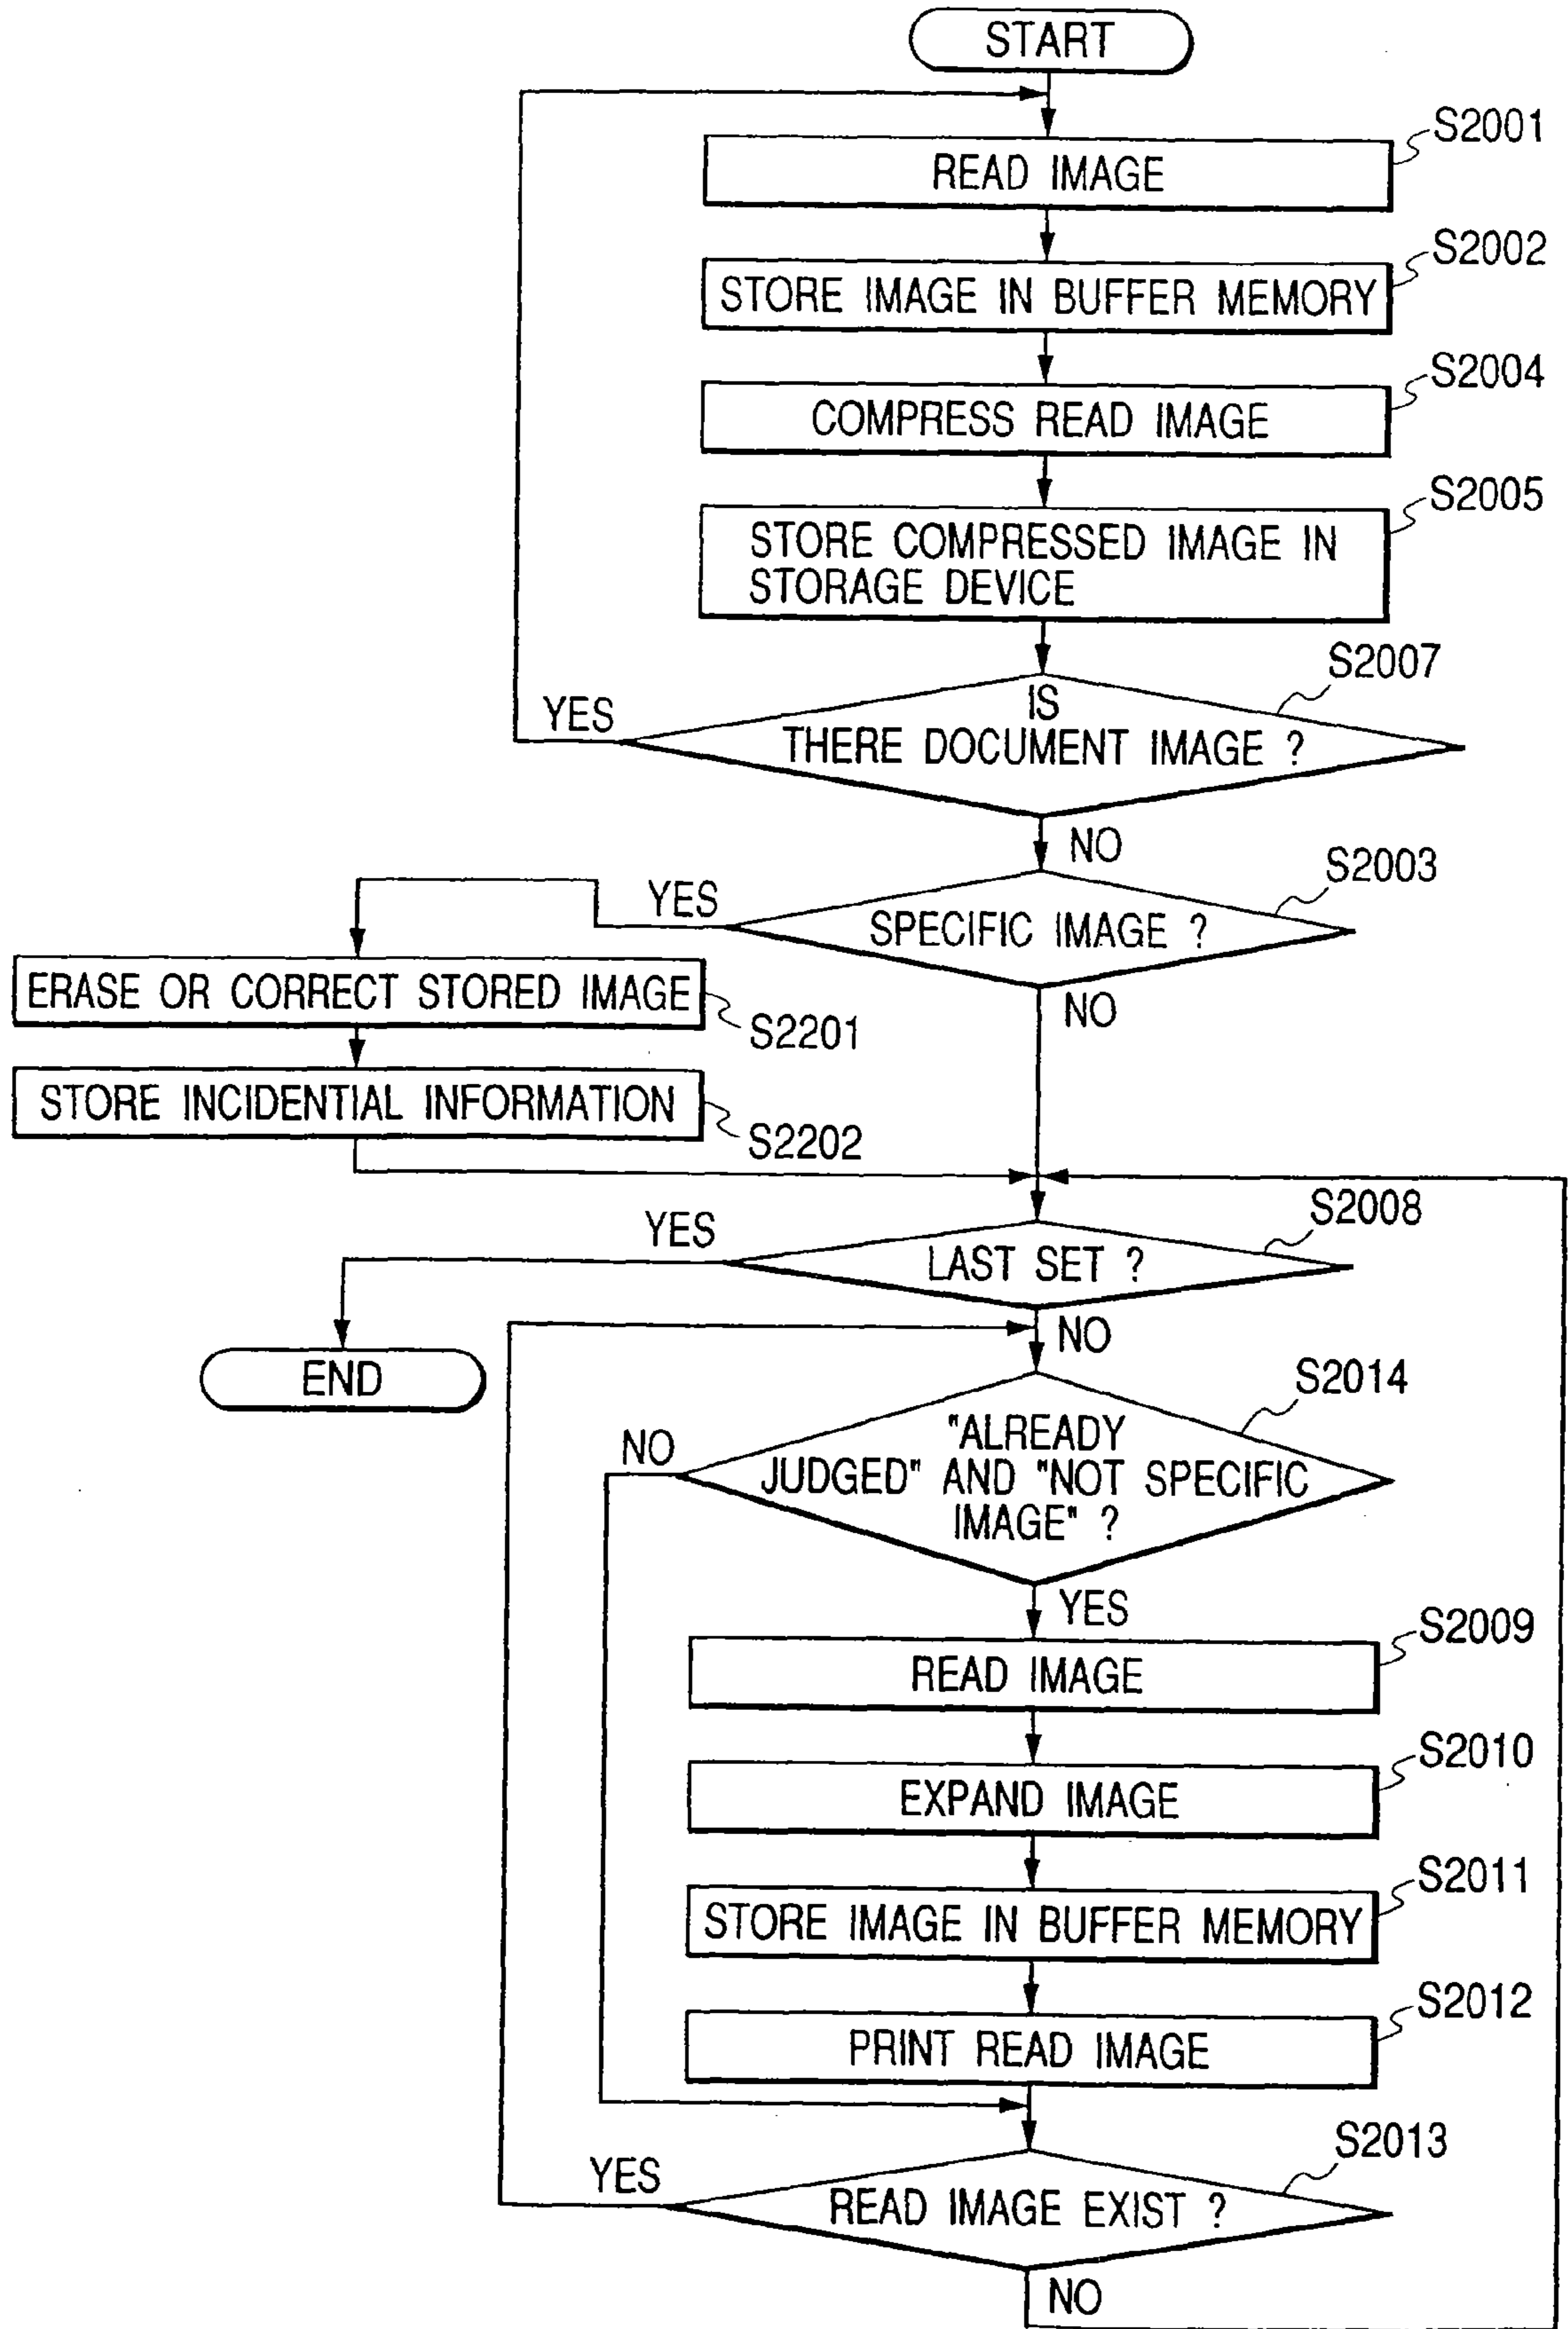 START
S2001
READ IMAGE
S2002
STORE IMAGE IN BUFFER MEMORY
S2004
COMPRESS READ IMAGE
S2005
STORE COMPRESSED IMAGE IN
STORAGE DEVICE
S2007
YES
IS
THERE DOCUMENT IMAGE ?
NO
S2003
YES
SPECIFIC IMAGE ?
NO
ERASE OR CORRECT STORED IMAGE
S2201
STORE INCIDENTIAL INFORMATION
S2202
S2008
YES
LAST SET ?
NO
END
S2014
NO
"ALREADY
JUDGED" AND "NOT SPECIFIC
IMAGE" ?
YES
S2009
READ IMAGE
S2010
EXPAND IMAGE
S2011
STORE IMAGE IN BUFFER MEMORY
S2012
PRINT READ IMAGE
S2013
YES
READ IMAGE EXIST ?
NO